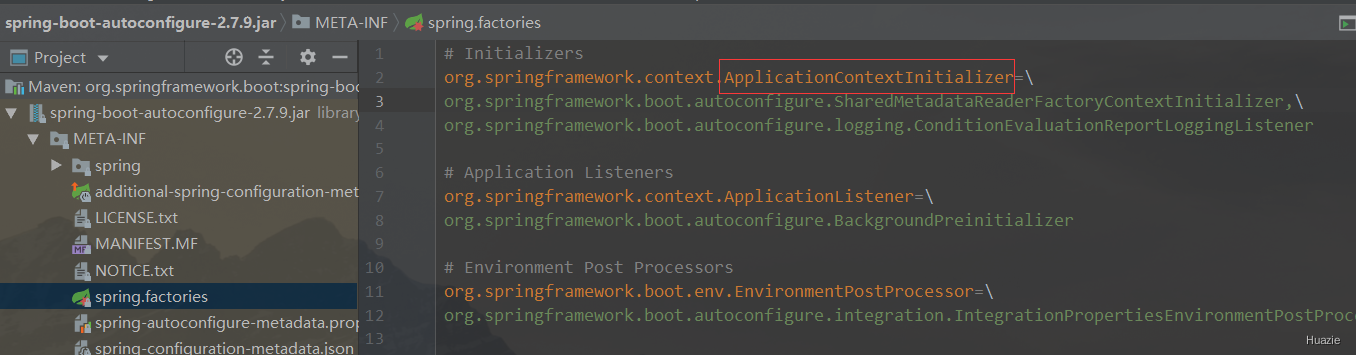 spring-boot-autoconfigure-2.7.9.jar META-INF spring.factories
Project
Maven: org.springframework.boot:spring-boo
spring-boot-autoconfigure-2.7.9.jar library
META-INF
spring
additional-spring-configuration-met
LICENSE.txt
MANIFEST.MF
NOTICE.txt
spring.factories
spring-autoconfigure-metadata.prop
spring-configuration-metadata.json
1 # Initializers
2 org.springframework.context.ApplicationContextInitializer=\
3 org.springframework.boot.autoconfigure.SharedMetadataReaderFactoryContextInitializer,\
4 org.springframework.boot.autoconfigure.logging.ConditionEvaluationReportLoggingListener
5
6 # Application Listeners
7 org.springframework.context.ApplicationListener=\
8 org.springframework.boot.autoconfigure.BackgroundPreinitializer
9
10 # Environment Post Processors
11 org.springframework.boot.env.EnvironmentPostProcessor=\
12 org.springframework.boot.autoconfigure.integration.IntegrationPropertiesEnvironmentPostProce
13
Huazie